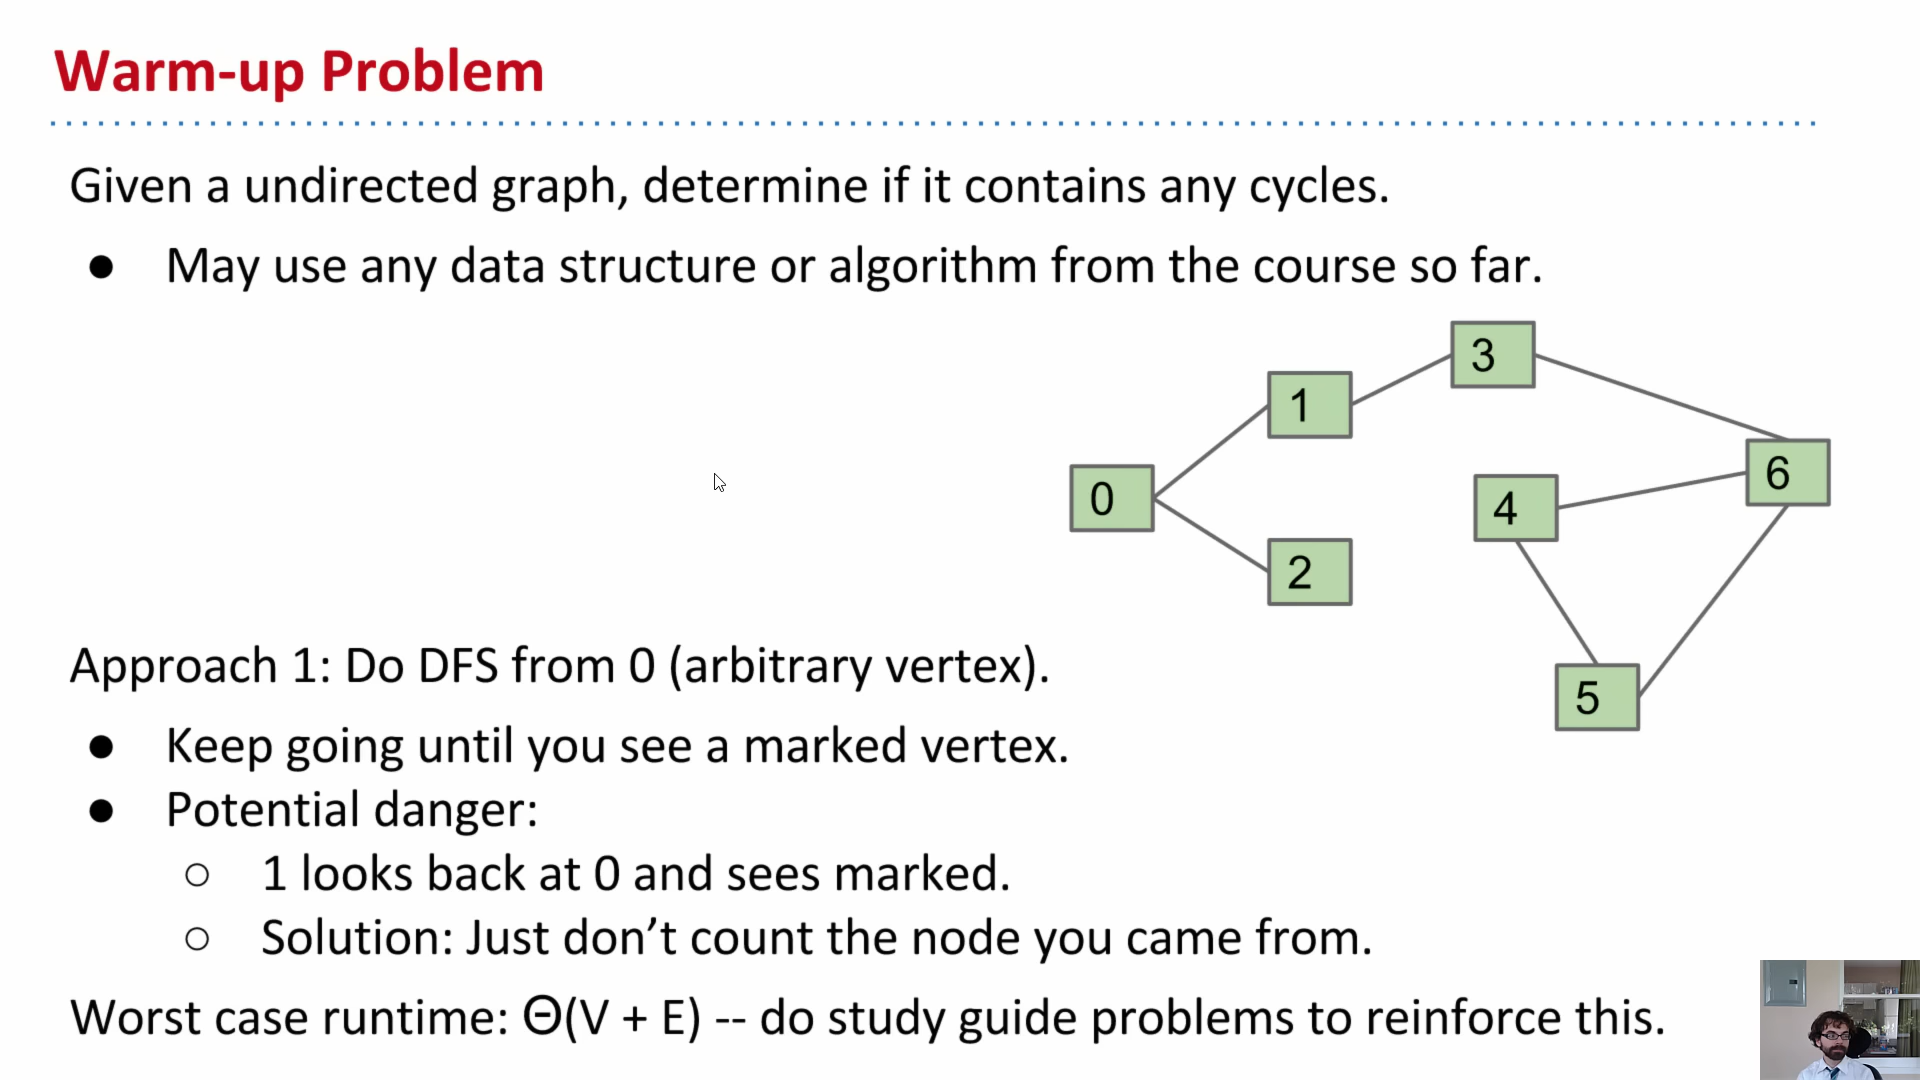 Warm-up Problem
Given a undirected graph, determine if it contains any cycles.
● May use any data structure or algorithm from the course so far.
3
1
6
0
4
2
5
Approach 1: Do DFS from 0 (arbitrary vertex).
● Keep going until you see a marked vertex.
● Potential danger:
○ 1 looks back at 0 and sees marked.
○ Solution: Just don’t count the node you came from.
Worst case runtime: Θ(V + E) -- do study guide problems to reinforce this.